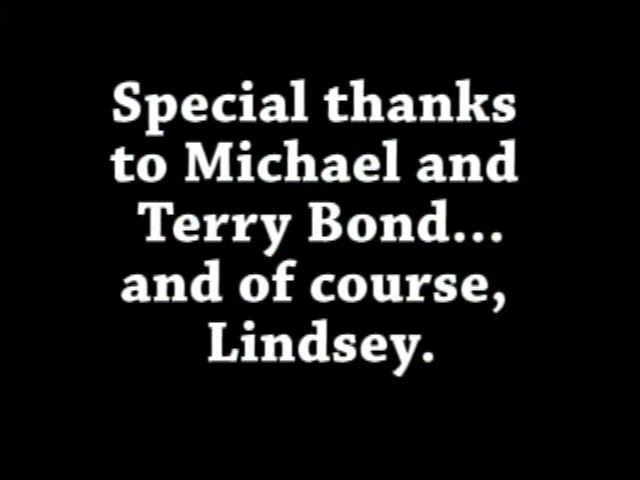 Special thanks
to Michael and
Terry Bond...
and of course,
Lindsey.